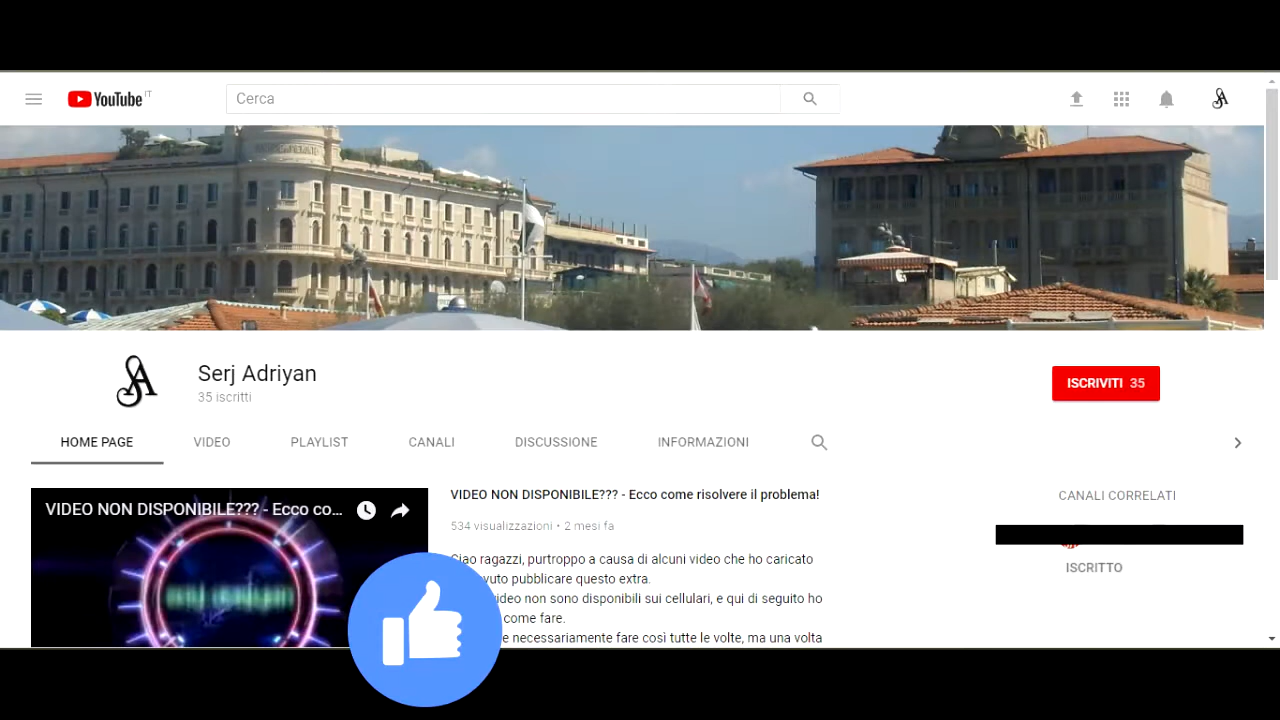 YouTube IT
Cerca
Serj Adriyan
35 iscritti
ISCRIVITI 35
HOME PAGE
VIDEO
PLAYLIST
CANALI
DISCUSSIONE
INFORMAZIONI
VIDEO NON DISPONIBILE??? - Ecco co...
VIDEO NON DISPONIBILE??? - Ecco come risolvere il problema!
534 visualizzazioni • 2 mesi fa
Ciao ragazzi, purtroppo a causa di alcuni video che ho caricato
pubblicare questo extra.
video non sono disponibili sui cellulari, e qui di seguito ho
come fare.
necessariamente fare così tutte le volte, ma una volta
CANALI CORRELATI
ISCRITTO